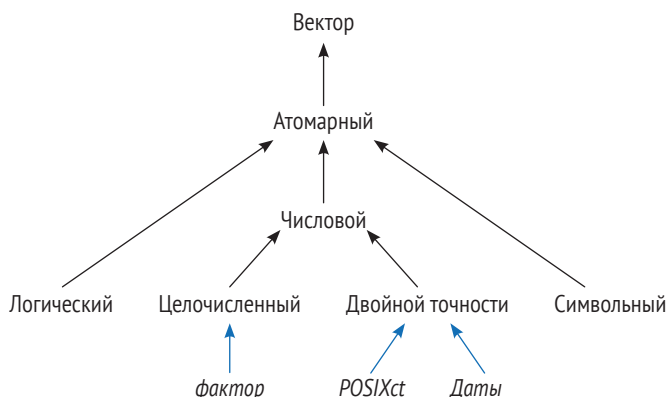 Вектор
Атомарный
Числовой
Логический Целочисленный Двойной точности Символьный
фактор POSIXct Даты